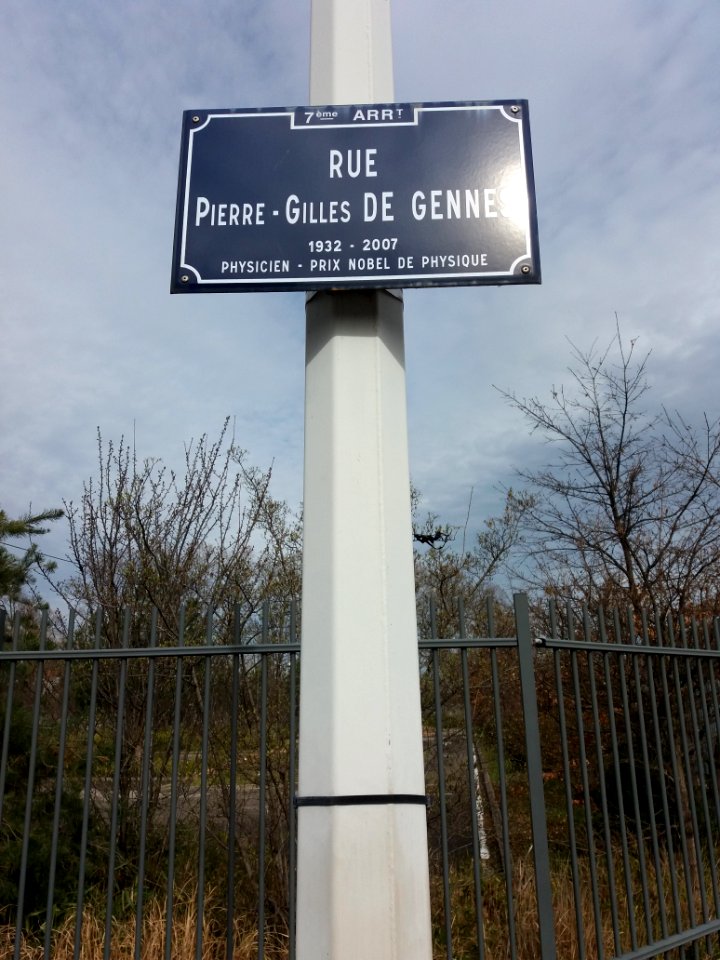 7ème ARRT
RUE
PIERRE-GILLES DE GENNES
1932 - 2007
PHYSICIEN - PRIX NOBEL DE PHYSIQUE